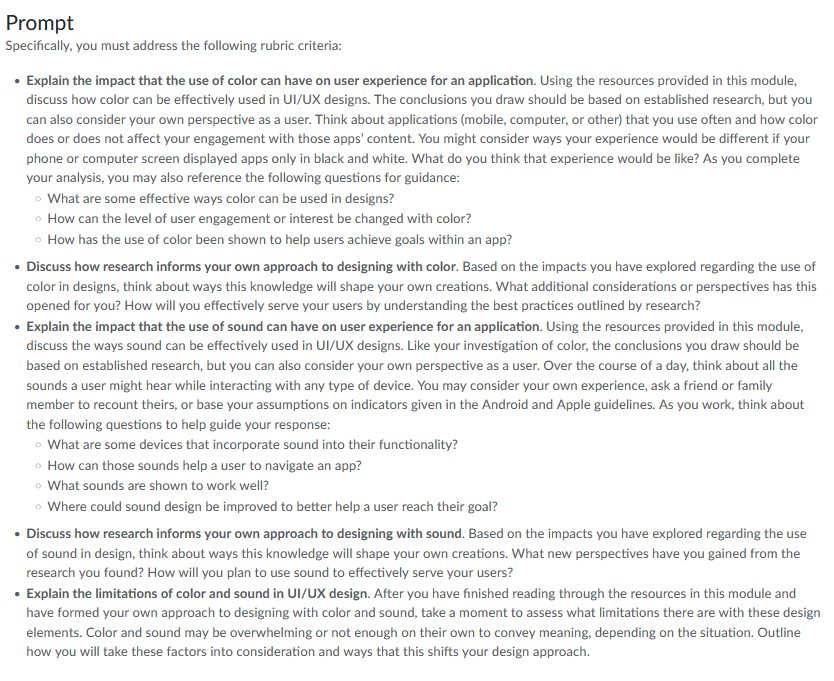 Prompt
Specifically, you must address the following rubric criteria:
• Explain the impact that the use of color can have on user experience for an application. Using the resources provided in this module,
discuss how color can be effectively used in UI/UX designs. The conclusions you draw should be based on established research, but you
can also consider your own perspective as a user. Think about applications (mobile, computer, or other) that you use often and how color
does or does not affect your engagement with those apps’ content. You might consider ways your experience would be different if your
phone or computer screen displayed apps only in black and white. What do you think that experience would be like? As you complete
your analysis, you may also reference the following questions for guidance:
◦ What are some effective ways color can be used in designs?
◦ How can the level of user engagement or interest be changed with color?
◦ How has the use of color been shown to help users achieve goals within an app?
• Discuss how research informs your own approach to designing with color. Based on the impacts you have explored regarding the use of
color in designs, think about ways this knowledge will shape your own creations. What additional considerations or perspectives has this
opened for you? How will you effectively serve your users by understanding the best practices outlined by research?
• Explain the impact that the use of sound can have on user experience for an application. Using the resources provided in this module,
discuss the ways sound can be effectively used in UI/UX designs. Like your investigation of color, the conclusions you draw should be
based on established research, but you can also consider your own perspective as a user. Over the course of a day, think about all the
sounds a user might hear while interacting with any type of device. You may consider your own experience, ask a friend or family
member to recount theirs, or base your assumptions on indicators given in the Android and Apple guidelines. As you work, think about
the following questions to help guide your response:
◦ What are some devices that incorporate sound into their functionality?
◦ How can those sounds help a user to navigate an app?
◦ What sounds are shown to work well?
◦ Where could sound design be improved to better help a user reach their goal?
• Discuss how research informs your own approach to designing with sound. Based on the impacts you have explored regarding the use
of sound in design, think about ways this knowledge will shape your own creations. What new perspectives have you gained from the
research you found? How will you plan to use sound to effectively serve your users?
• Explain the limitations of color and sound in UI/UX design. After you have finished reading through the resources in this module and
have formed your own approach to designing with color and sound, take a moment to assess what limitations there are with these design
elements. Color and sound may be overwhelming or not enough on their own to convey meaning, depending on the situation. Outline
how you will take these factors into consideration and ways that this shifts your design approach.